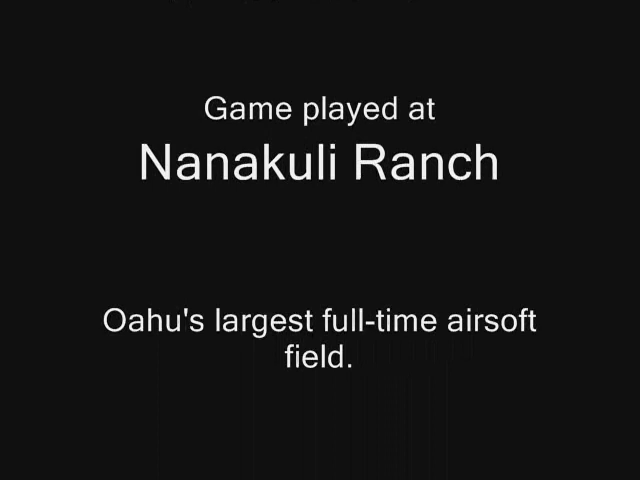 Game played at
Nanakuli Ranch
Oahu's largest full-time airsoft
field.